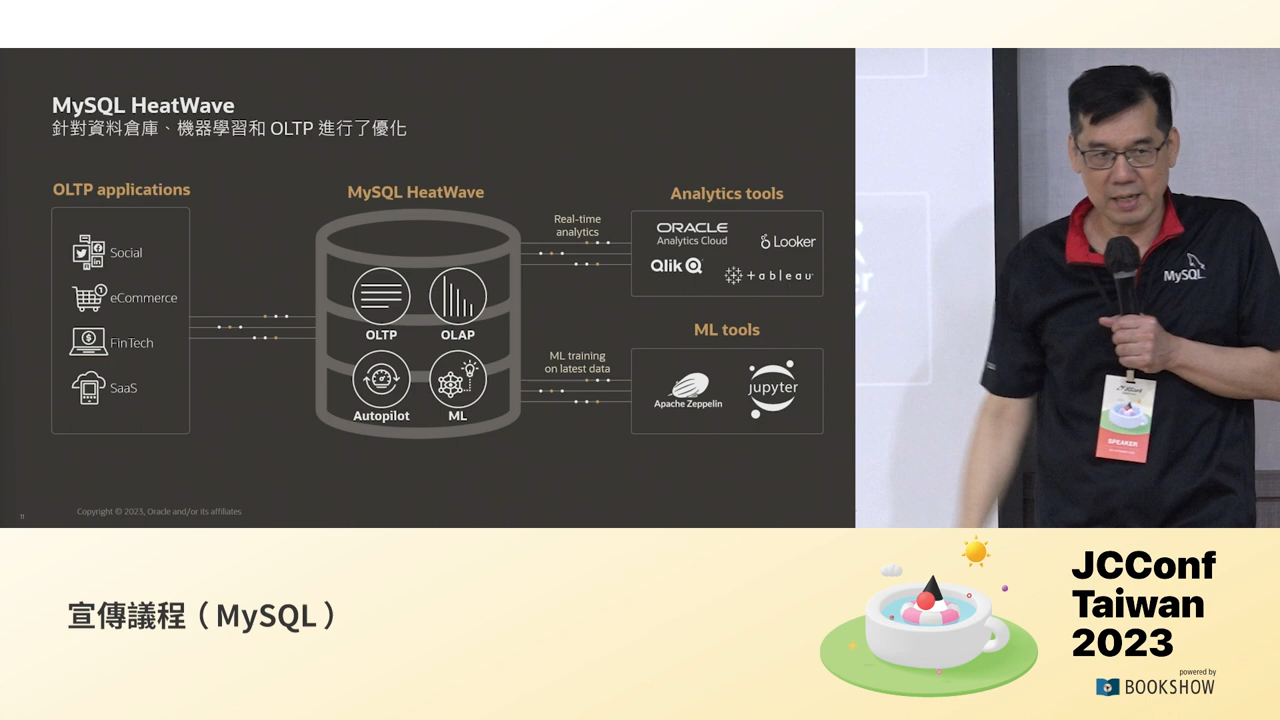 MySQL HeatWave
針對資料倉庫、機器學習和 OLTP 進行了優化
OLTP applications
Social
eCommerce
FinTech
SaaS
MySQL HeatWave
OLTP
OLAP
Autopilot
ML
Real-time
analytics
ML training
on latest data
Analytics tools
ORACLE
Analytics Cloud
Looker
Qlik
+ableau
ML tools
Apache Zeppelin
jupyter
11
Copyright © 2023, Oracle and/or its affiliates
MySQL
JCConf
SPEAKER
宣傳議程（MySQL）
JCConf
Taiwan
2023
powered by
BOOKSHOW